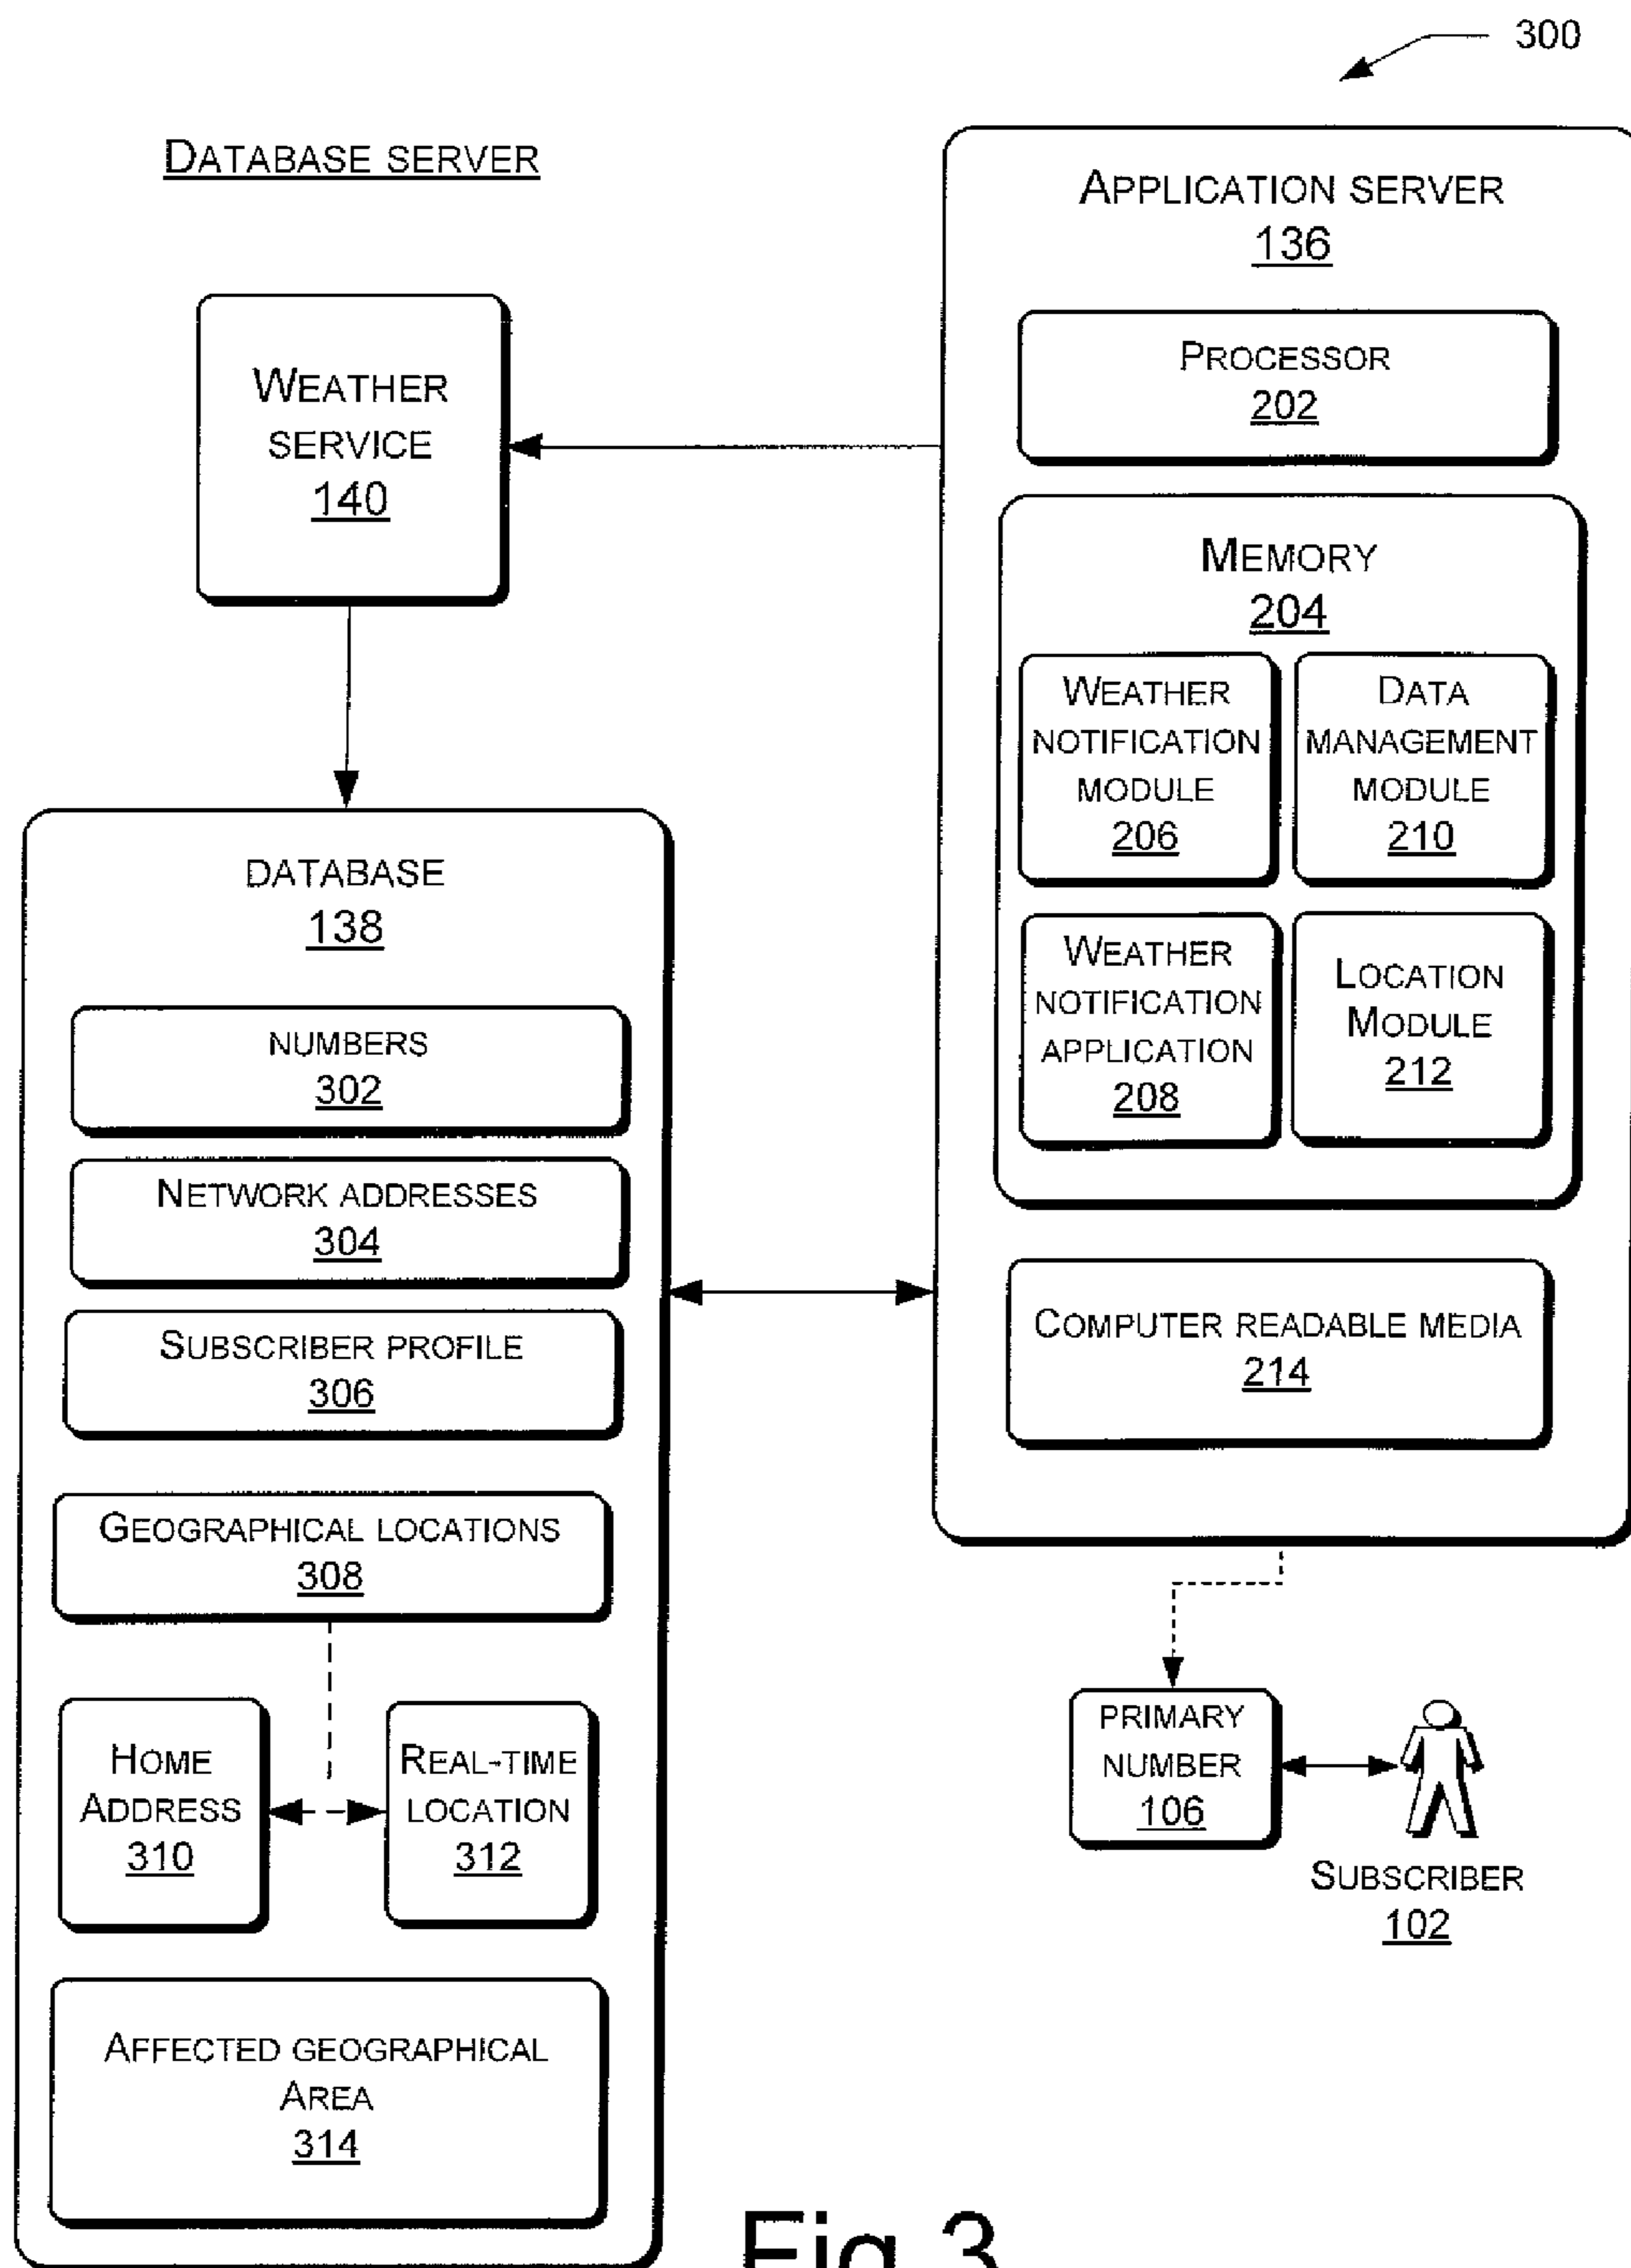 300
DATABASE SERVER
WEATHER
SERVICE
140
DATABASE
138
NUMBERS
302
NETWORK ADDRESSES
304
SUBSCRIBER PROFILE
306
GEOGRAPHICAL LOCATIONS
308
HOME
ADDRESS
310
REAL-TIME
LOCATION
312
AFFECTED GEOGRAPHICAL
AREA
314
APPLICATION SERVER
136
PROCESSOR
202
MEMORY
204
WEATHER
NOTIFICATION
MODULE
206
DATA
MANAGEMENT
MODULE
210
WEATHER
NOTIFICATION
APPLICATION
208
LOCATION
MODULE
212
COMPUTER READABLE MEDIA
214
PRIMARY
NUMBER
106
SUBSCRIBER
102
Fig.3